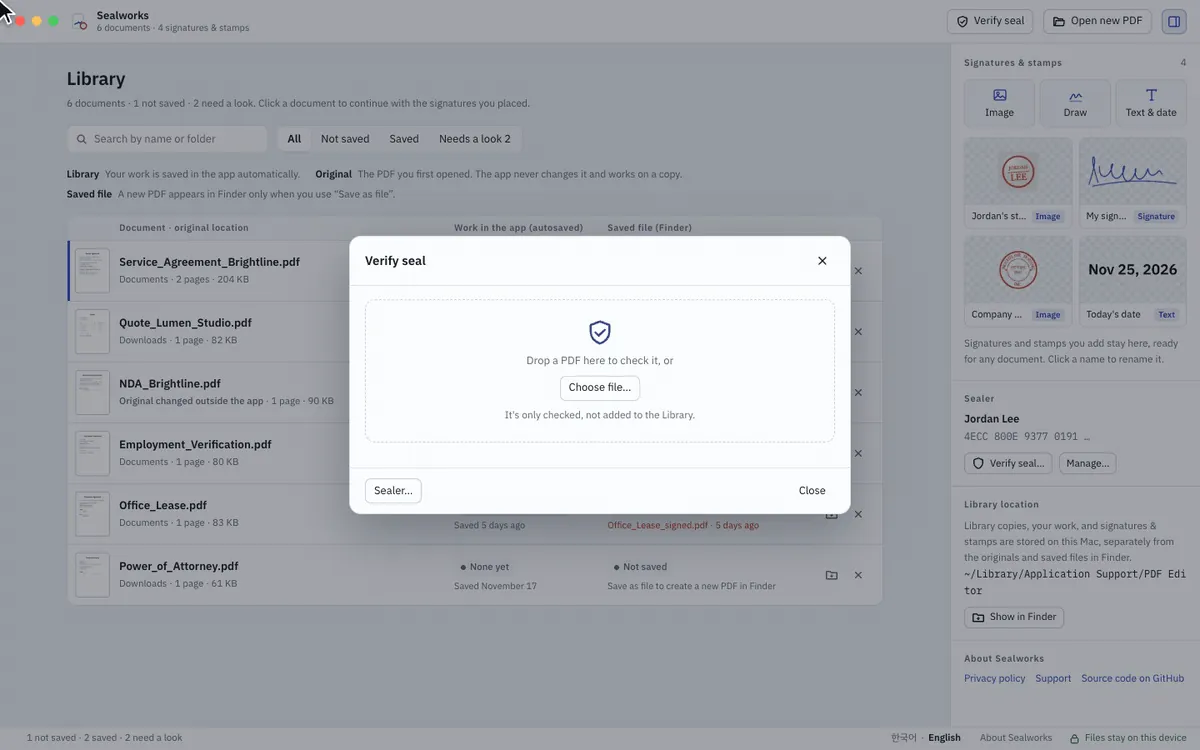 Sealworks
6 documents · 4 signatures & stamps
Verify seal
Open new PDF
Library
6 documents · 1 not saved · 2 need a look. Click a document to continue with the signatures you placed.
Search by name or folder
All Not saved Saved Needs a look 2
Library Your work is saved in the app automatically. Original The PDF you first opened. The app never changes it and works on a copy.
Saved file A new PDF appears in Finder only when you use “Save as file”.
Document · original location Work in the app (autosaved) Saved file (Finder)
Service_Agreement_Brightline.pdf
Documents · 2 pages · 204 KB
Quote_Lumen_Studio.pdf
Downloads · 1 page · 82 KB
NDA_Brightline.pdf
Original changed outside the app · 1 page · 90 KB
Employment_Verification.pdf
Documents · 1 page · 80 KB
Office_Lease.pdf
Documents · 1 page · 83 KB
Saved 5 days ago
Office_Lease_signed.pdf · 5 days ago
Power_of_Attorney.pdf
Downloads · 1 page · 61 KB
None yet
Saved November 17
Not saved
Save as file to create a new PDF in Finder
Verify seal
Drop a PDF here to check it, or
Choose file...
It's only checked, not added to the Library.
Sealer...
Close
Signatures & stamps 4
Image Draw Text & date
JORDAN
LEE
Jordan's st... Image
My sign... Signature
Company ... Image
Nov 25, 2026
Today's date Text
Signatures and stamps you add stay here, ready
for any document. Click a name to rename it.
Sealer
Jordan Lee
4ECC 800E 9377 0191 …
Verify seal... Manage...
Library location
Library copies, your work, and signatures &
stamps are stored on this Mac, separately from
the originals and saved files in Finder.
~/Library/Application Support/PDF Edi
tor
Show in Finder
About Sealworks
Privacy policy Support Source code on GitHub
1 not saved · 2 saved · 2 need a look
한국어 · English About Sealworks Files stay on this device